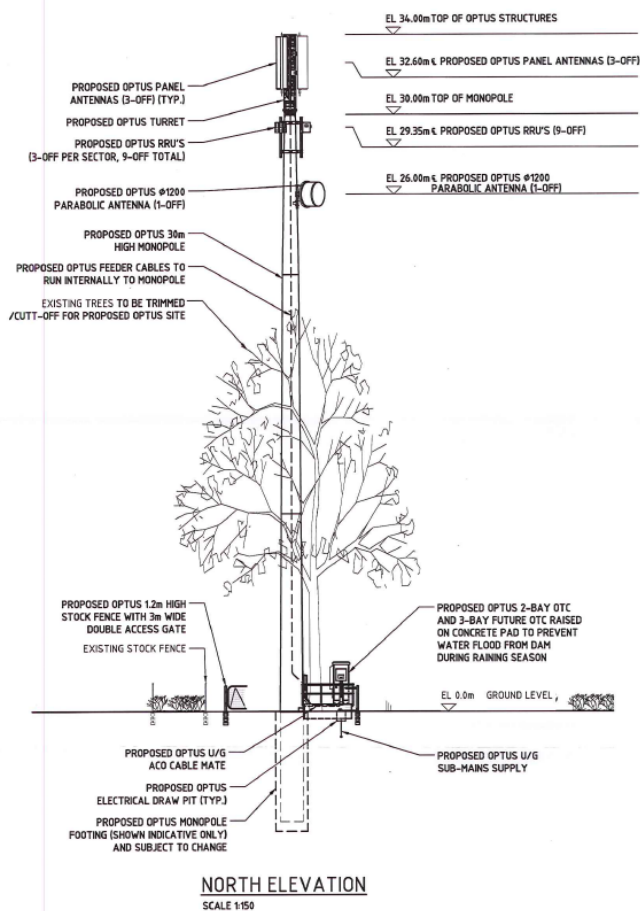 EL 34.00m TOP OF OPTUS STRUCTURES
EL 32.60m ℄ PROPOSED OPTUS PANEL ANTENNAS (3-OFF)
PROPOSED OPTUS PANEL
ANTENNAS (3-OFF) (TYP.)
EL 30.00m TOP OF MONOPOLE
PROPOSED OPTUS TURRET
EL 29.35m ℄ PROPOSED OPTUS RRU'S (9-OFF)
PROPOSED OPTUS RRU'S
(3-OFF PER SECTOR, 9-OFF TOTAL)
EL 26.00m ℄ PROPOSED OPTUS Ø1200
PARABOLIC ANTENNA (1-OFF)
PROPOSED OPTUS Ø1200
PARABOLIC ANTENNA (1-OFF)
PROPOSED OPTUS 30m
HIGH MONOPOLE
PROPOSED OPTUS FEEDER CABLES TO
RUN INTERNALLY TO MONOPOLE
EXISTING TREES TO BE TRIMMED
/CUTT-OFF FOR PROPOSED OPTUS SITE
PROPOSED OPTUS 1.2m HIGH
STOCK FENCE WITH 3m WIDE
DOUBLE ACCESS GATE
EXISTING STOCK FENCE
PROPOSED OPTUS 2-BAY OTC
AND 3-BAY FUTURE OTC RAISED
ON CONCRETE PAD TO PREVENT
WATER FLOOD FROM DAM
DURING RAINING SEASON
EL 0.0m GROUND LEVEL
PROPOSED OPTUS U/G
ACO CABLE MATE
PROPOSED OPTUS
ELECTRICAL DRAW PIT (TYP.)
PROPOSED OPTUS MONOPOLE
FOOTING (SHOWN INDICATIVE ONLY)
AND SUBJECT TO CHANGE
PROPOSED OPTUS U/G
SUB-MAINS SUPPLY
NORTH ELEVATION
SCALE 1:150